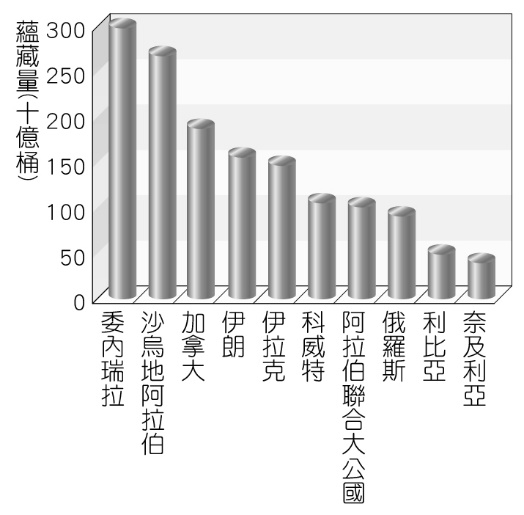 蘊藏量(十億桶)
300
250
200
150
100
50
0
委內瑞拉
沙烏地阿拉伯
加拿大
伊朗
伊拉克
科威特
阿拉伯聯合大公國
俄羅斯
利比亞
奈及利亞